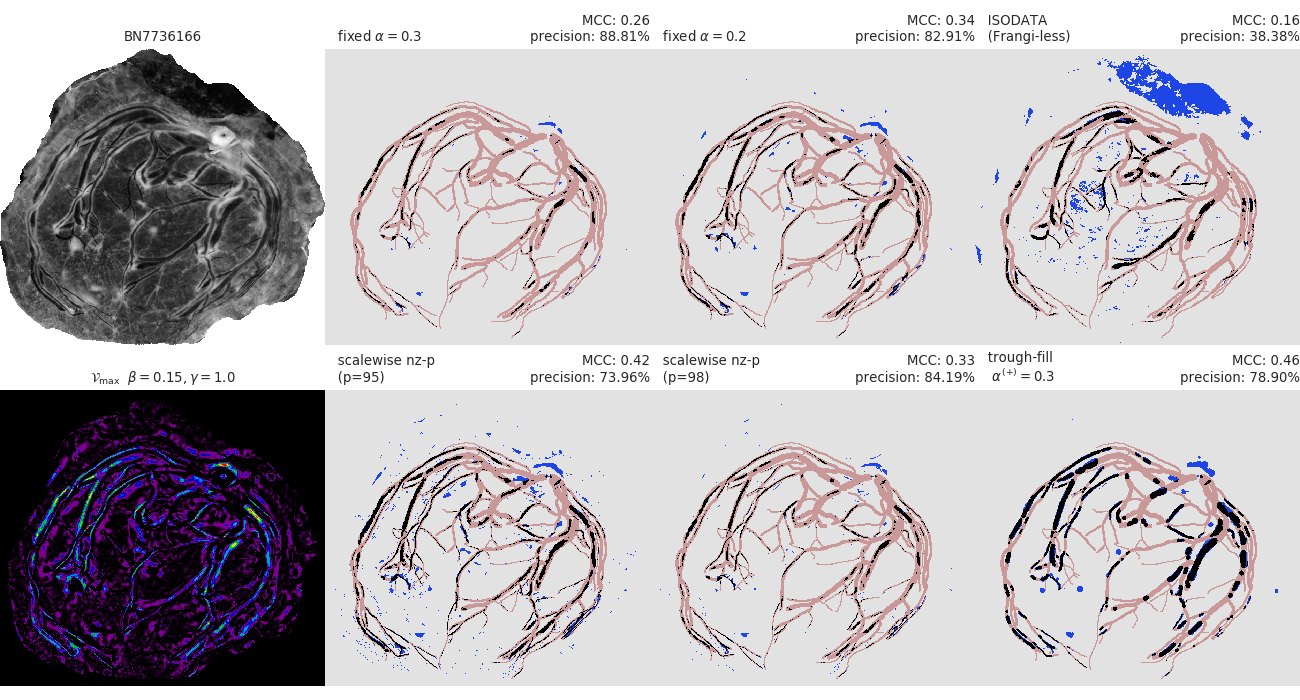 BN7736166
fixed α = 0.3
MCC: 0.26
precision: 88.81%
fixed α = 0.2
MCC: 0.34
precision: 82.91%
ISODATA
(Frangi-less)
MCC: 0.16
precision: 38.38%
𝒱max β = 0.15, γ = 1.0
scalewise nz-p
(p=95)
MCC: 0.42
precision: 73.96%
scalewise nz-p
(p=98)
MCC: 0.33
precision: 84.19%
trough-fill
α(+) = 0.3
MCC: 0.46
precision: 78.90%